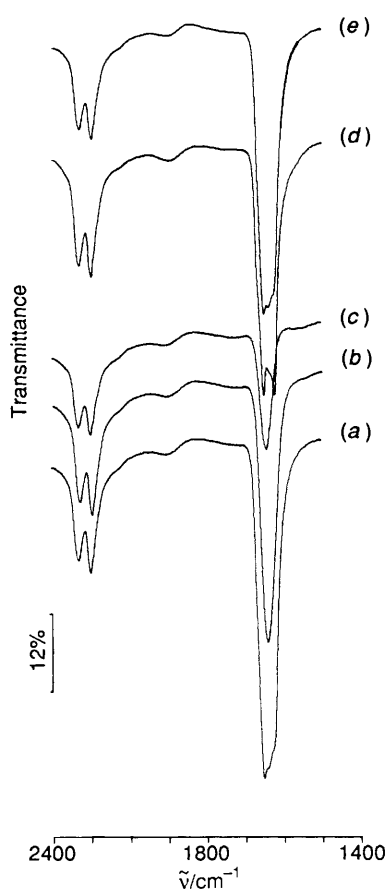 (e)
(d)
(c)
(b)
(a)
Transmittance
12%
2400 1800 1400
ν̃/cm⁻¹